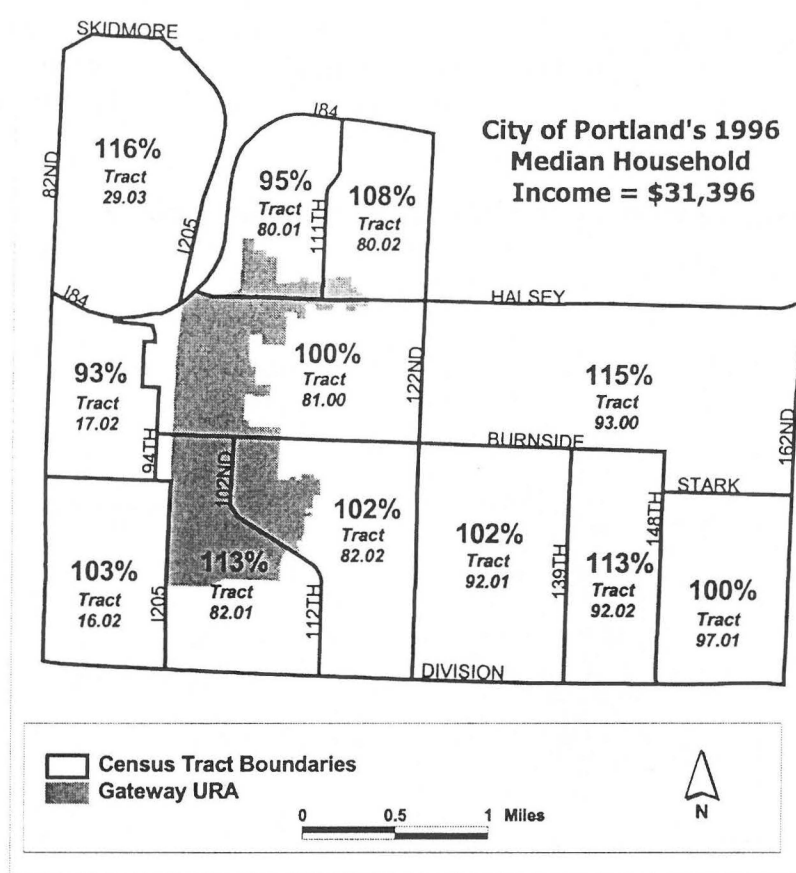 SKIDMORE
I84
City of Portland's 1996
Median Household
Income = $31,396
82ND
116%
Tract
29.03
I205
95%
Tract
80.01
111TH
108%
Tract
80.02
I84
HALSEY
93%
Tract
17.02
94TH
100%
Tract
81.00
122ND
115%
Tract
93.00
162ND
BURNSIDE
102ND
STARK
103%
Tract
16.02
I205
113%
Tract
82.01
112TH
102%
Tract
82.02
102%
Tract
92.01
139TH
113%
Tract
92.02
148TH
100%
Tract
97.01
DIVISION
Census Tract Boundaries
Gateway URA
0 0.5 1 Miles
N